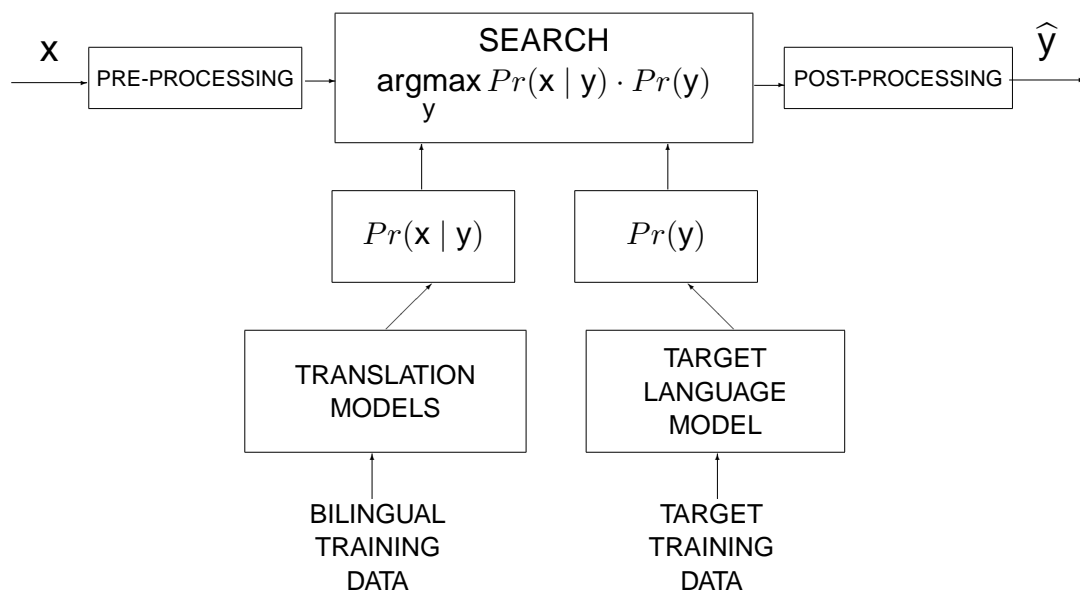 x
PRE-PROCESSING
SEARCH
argmax Pr(x | y) · Pr(y)
y
POST-PROCESSING
ŷ
Pr(x | y)
Pr(y)
TRANSLATION
MODELS
TARGET
LANGUAGE
MODEL
BILINGUAL
TRAINING
DATA
TARGET
TRAINING
DATA